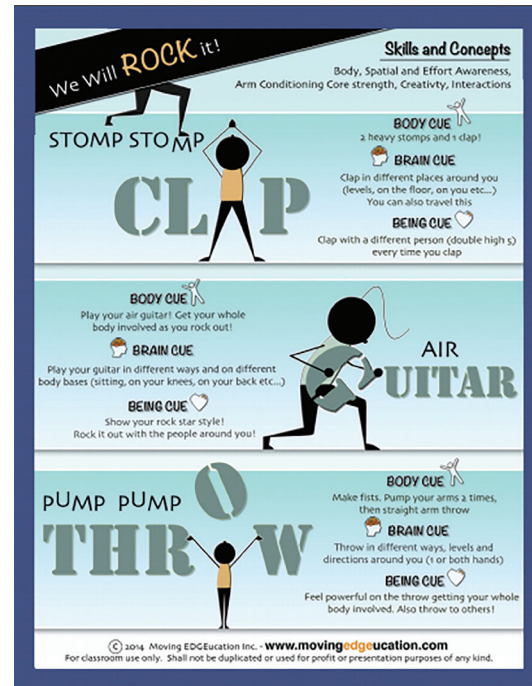 We Will ROCK it!
Skills and Concepts
Body, Spatial and Effort Awareness,
Arm Conditioning Core strength, Creativty, Interactions
STOMP STOMP
CLAP
BODY CUE
2 heavy stomps and 1 clap!
BRAIN CUE
Clap in different places around you
(levels, on the floor, on you etc...)
You can also travel this
BEING CUE
Clap with a different person (double high 5)
every time you clap
BODY CUE
Play your air guitar! Get your whole
body involved as you rock out!
BRAIN CUE
Play your guitar in different ways and on different
body bases (sitting, on your knees, on your back etc...)
BEING CUE
Show your rock star style!
Rock it out with the people around you!
AIR
GUITAR
PUMP PUMP
THROW
BODY CUE
Make fists. Pump your arms 2 times,
then straight arm throw
BRAIN CUE
Throw in different ways, levels and
directions around you (1 or both hands)
BEING CUE
Feel powerful on the throw getting your whole
body involved. Also throw to others!
© 2014 Moving EDGEucation Inc. - www.movingedgeucation.com
For classroom use only. Shall not be duplicated or used for profit or presentation purposes of any kind.